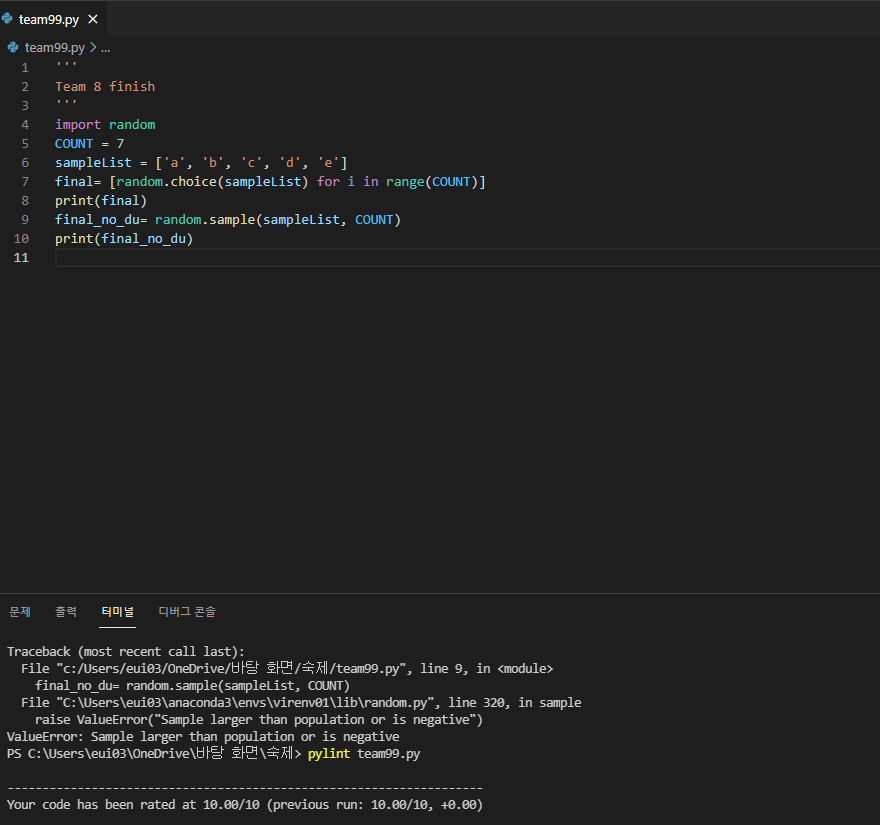 team99.py ×
team99.py > ...
1 '''
2 Team 8 finish
3 '''
4 import random
5 COUNT = 7
6 sampleList = ['a', 'b', 'c', 'd', 'e']
7 final= [random.choice(sampleList) for i in range(COUNT)]
8 print(final)
9 final_no_du= random.sample(sampleList, COUNT)
10 print(final_no_du)
11
문제 출력 터미널 디버그 콘솔
Traceback (most recent call last):
File "c:/Users/eui03/OneDrive/바탕 화면/숙제/team99.py", line 9, in <module>
final_no_du= random.sample(sampleList, COUNT)
File "C:\Users\eui03\anaconda3\envs\virenv01\lib\random.py", line 320, in sample
raise ValueError("Sample larger than population or is negative")
ValueError: Sample larger than population or is negative
PS C:\Users\eui03\OneDrive\바탕 화면\숙제> pylint team99.py
--------------------------------------------------------------------
Your code has been rated at 10.00/10 (previous run: 10.00/10, +0.00)